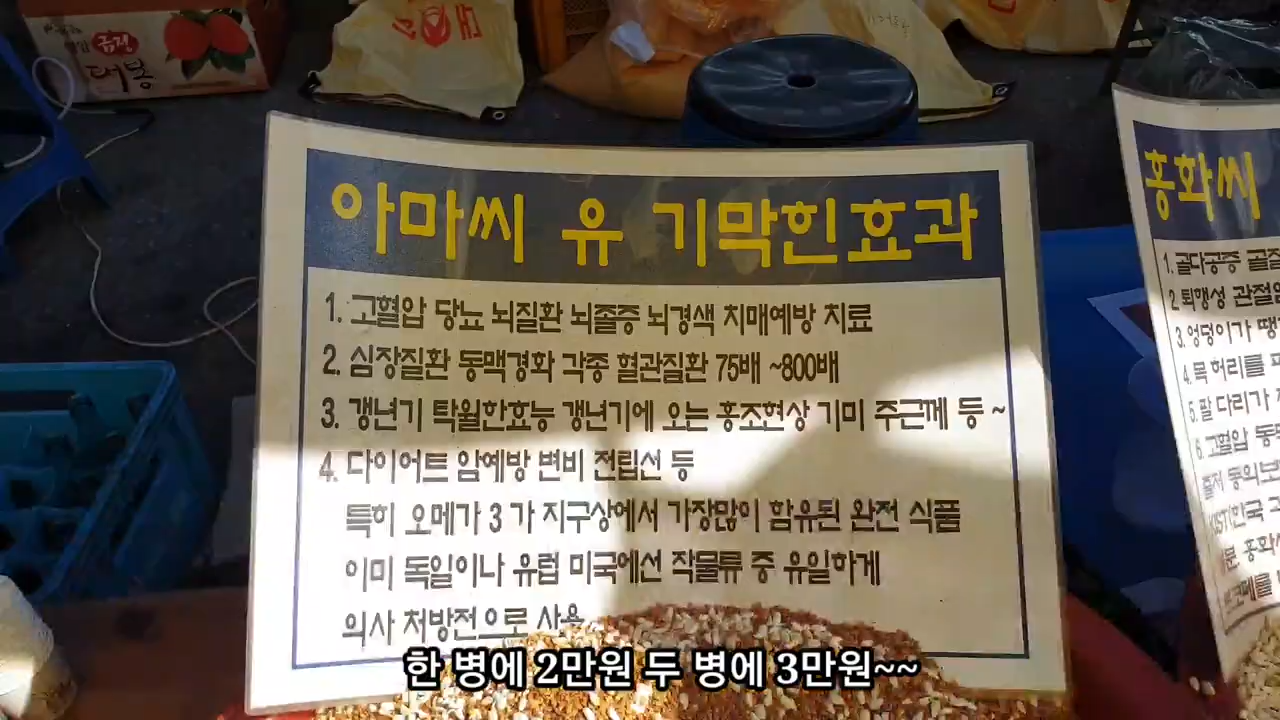 금정
대봉
아마씨 유 기막힌효과
1. 고혈압 당뇨 뇌질환 뇌졸증 뇌경색 치매예방 치료
2. 심장질환 동맥경화 각종 혈관질환 75배 ~800배
3. 갱년기 탁월한효능 갱년기에 오는 홍조현상 기미 주근깨 등 ~
4. 다이어트 암예방 변비 전립선 등
특히 오메가 3 가 지구상에서 가장많이 함유된 완전 식품
이미 독일이나 유럽 미국에선 작물류 중 유일하게
의사 처방전으로 사용
홍화씨
1. 골다공증
2. 퇴행성 관절염
3. 엉덩이가
4. 목 허리를
5. 팔 다리가
6. 고혈압
한 병에 2만원 두 병에 3만원~~